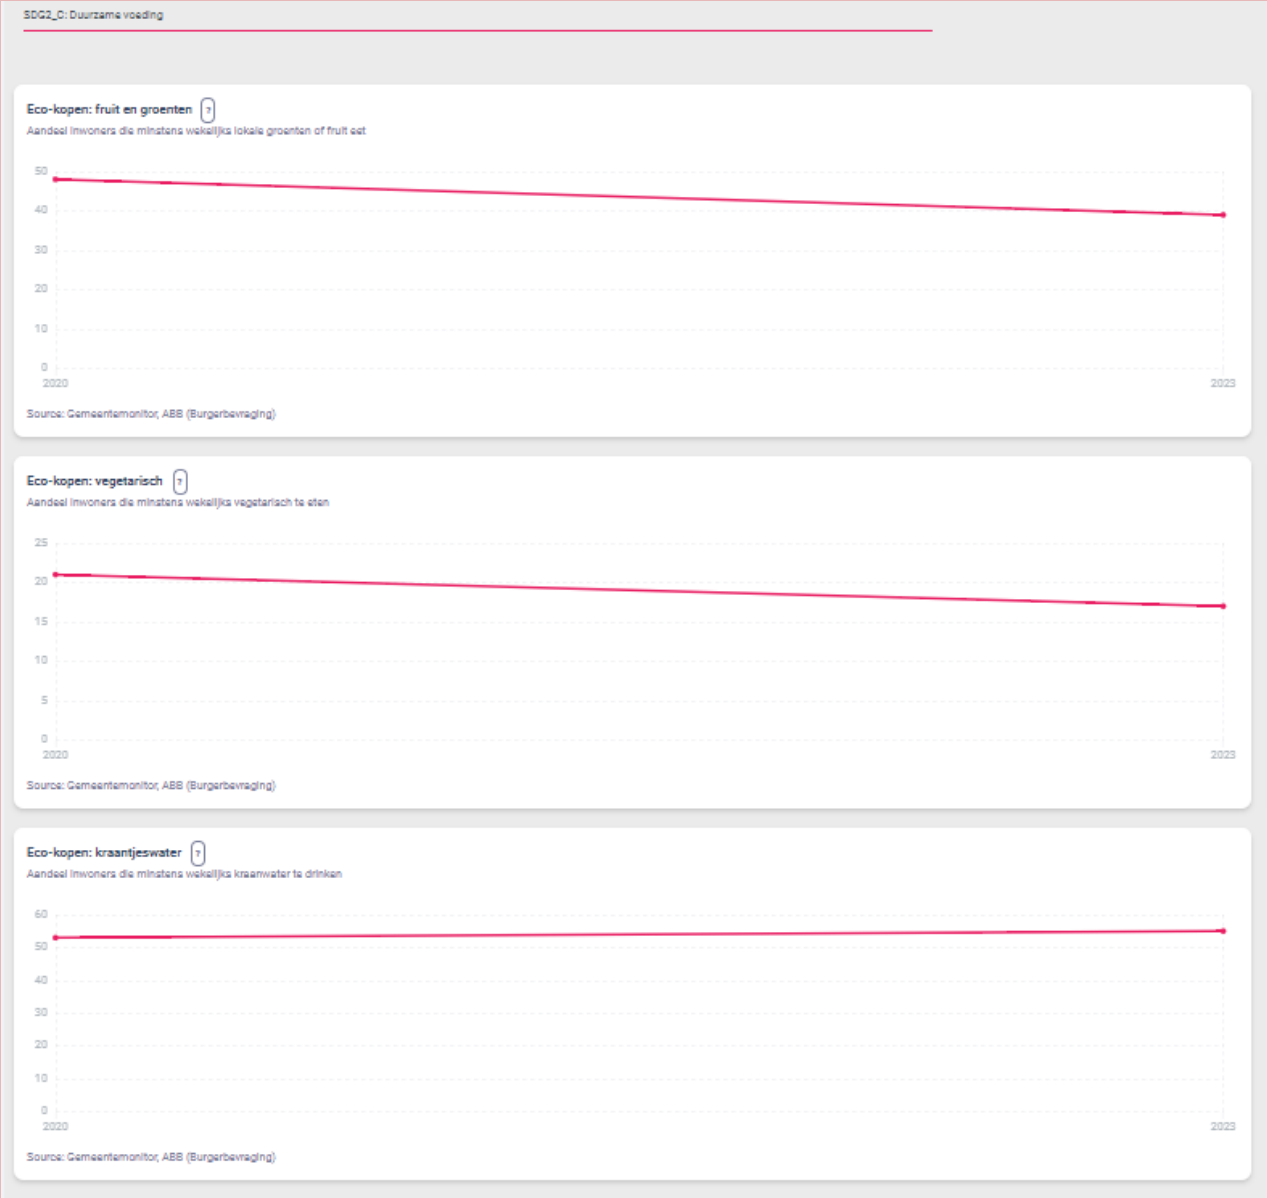 SDG2_C: Duurzame voeding
Eco-kopen: fruit en groenten ?
Aandeel inwoners die minstens wekelijks lokale groenten of fruit eet
50
40
30
20
10
0
2020 2023
Source: Gemeentemonitor, ABB (Burgerbevraging)
Eco-kopen: vegetarisch ?
Aandeel inwoners die minstens wekelijks vegetarisch te eten
25
20
15
10
5
0
2020 2023
Source: Gemeentemonitor, ABB (Burgerbevraging)
Eco-kopen: kraantjeswater ?
Aandeel inwoners die minstens wekelijks kraanwater te drinken
60
50
40
30
20
10
0
2020 2023
Source: Gemeentemonitor, ABB (Burgerbevraging)